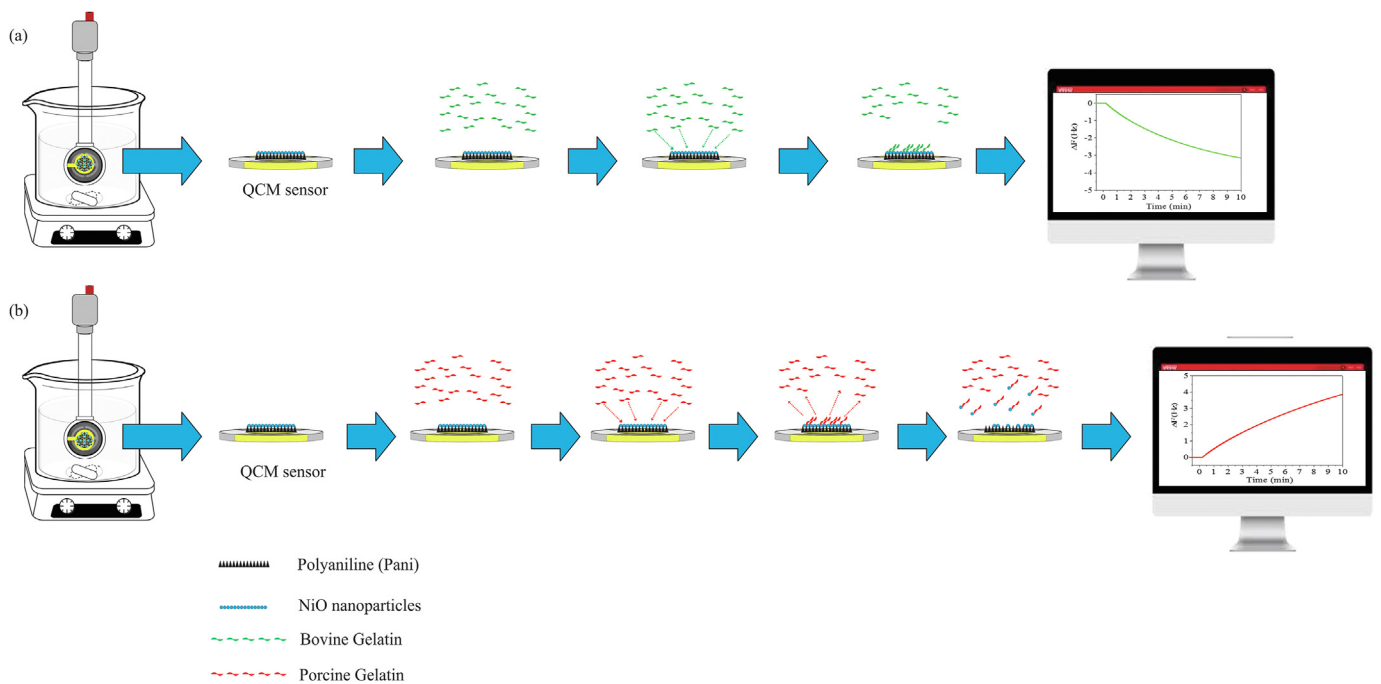 (a)
QCM sensor
ΔF(Hz)
0
-1
-2
-3
-4
-5
0 1 2 3 4 5 6 7 8 9 10
Time (min)
(b)
QCM sensor
ΔF(Hz)
5
4
3
2
1
0
0 1 2 3 4 5 6 7 8 9 10
Time (min)
Polyaniline (Pani)
NiO nanoparticles
Bovine Gelatin
Porcine Gelatin